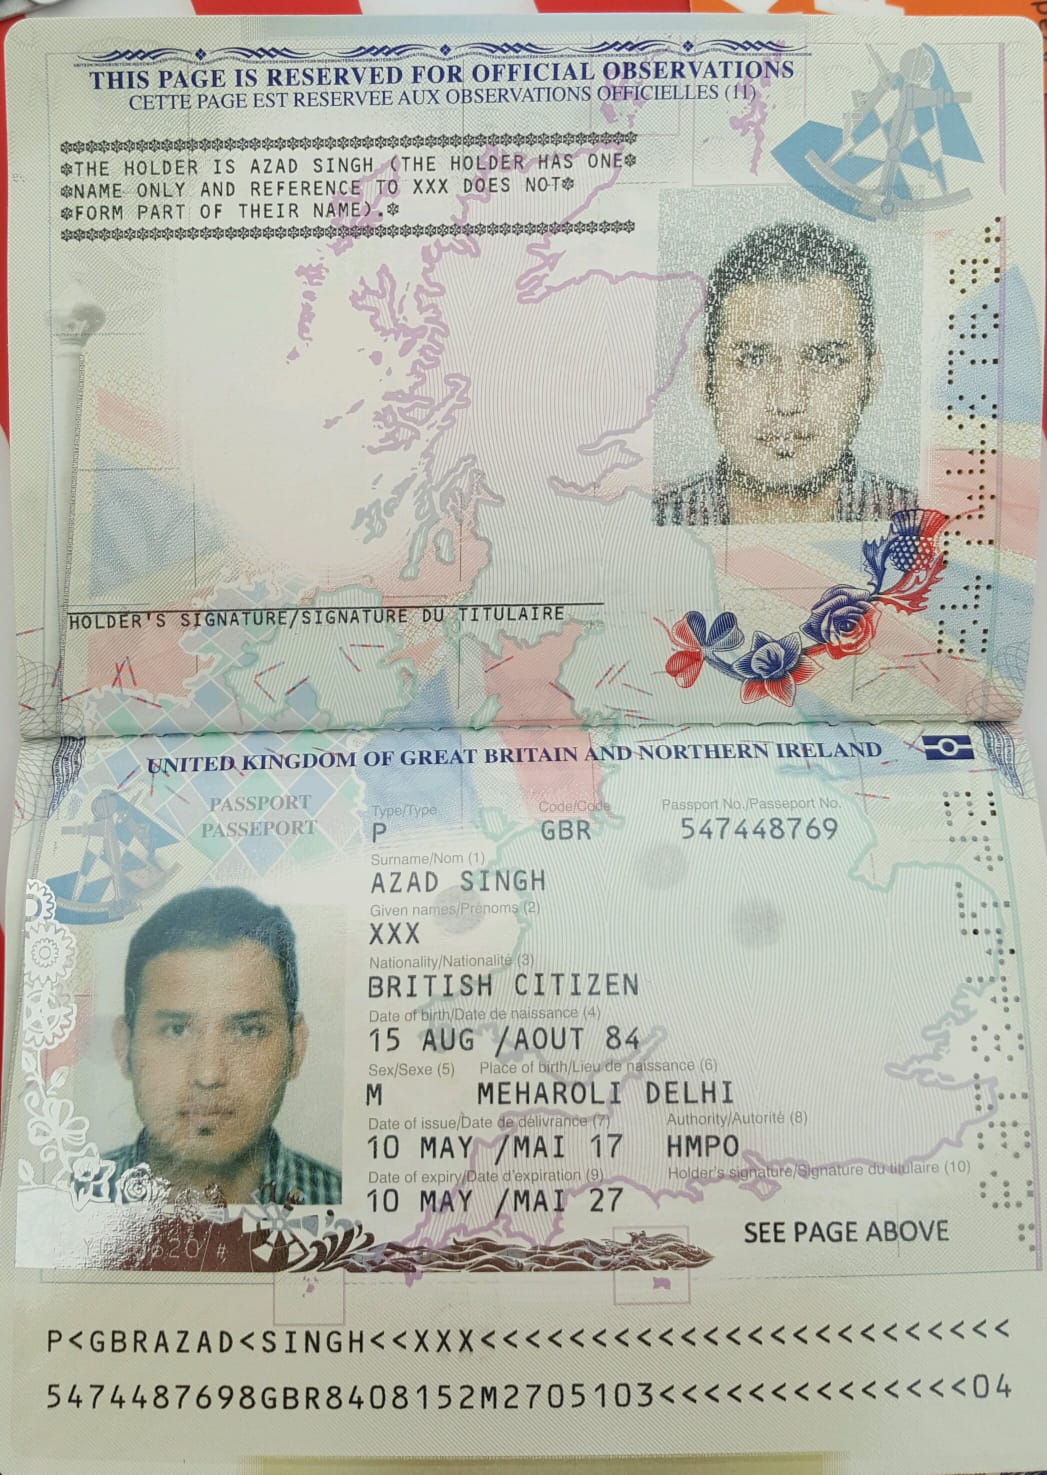 THIS PAGE IS RESERVED FOR OFFICIAL OBSERVATIONS
CETTE PAGE EST RESERVEE AUX OBSERVATIONS OFFICIELLES (11)
*THE HOLDER IS AZAD SINGH (THE HOLDER HAS ONE*
*NAME ONLY AND REFERENCE TO XXX DOES NOT*
*FORM PART OF THEIR NAME).*
HOLDER'S SIGNATURE/SIGNATURE DU TITULAIRE
UNITED KINGDOM OF GREAT BRITAIN AND NORTHERN IRELAND
PASSPORT
PASSEPORT
Type/Type Code/Code Passport No./Passeport No.
P GBR 547448769
Surname/Nom (1)
AZAD SINGH
Given names/Prénoms (2)
XXX
Nationality/Nationalité (3)
BRITISH CITIZEN
Date of birth/Date de naissance (4)
15 AUG /AOUT 84
Sex/Sexe (5) Place of birth/Lieu de naissance (6)
M MEHAROLI DELHI
Date of issue/Date de délivrance (7) Authority/Autorité (8)
10 MAY /MAI 17 HMPO
Date of expiry/Date d'expiration (9) Holder's signature/Signature du titulaire (10)
10 MAY /MAI 27
SEE PAGE ABOVE
P<GBRAZAD<SINGH<<XXX<<<<<<<<<<<<<<<<<<<<<<<<
5474487698GBR8408152M2705103<<<<<<<<<<<<<<04